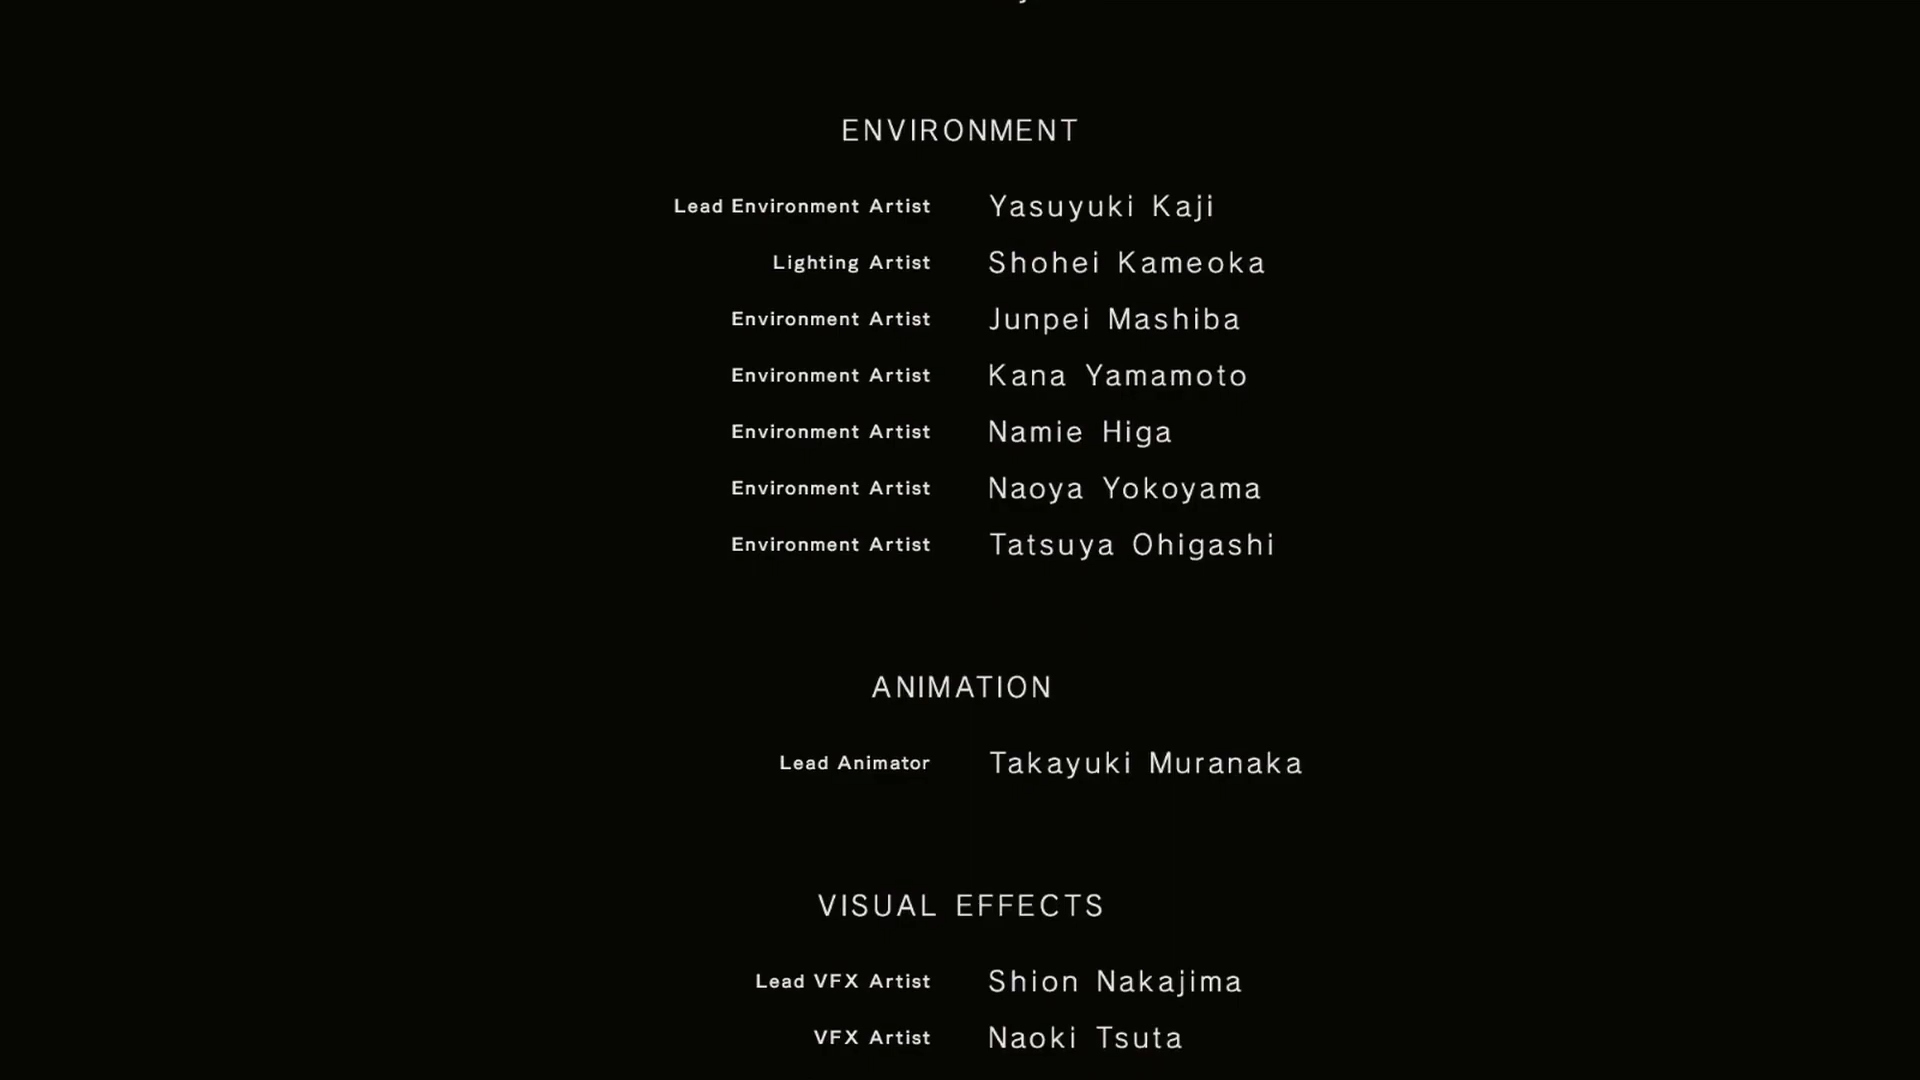 ENVIRONMENT
Lead Environment Artist Yasuyuki Kaji
Lighting Artist Shohei Kameoka
Environment Artist Junpei Mashiba
Environment Artist Kana Yamamoto
Environment Artist Namie Higa
Environment Artist Naoya Yokoyama
Environment Artist Tatsuya Ohigashi
ANIMATION
Lead Animator Takayuki Muranaka
VISUAL EFFECTS
Lead VFX Artist Shion Nakajima
VFX Artist Naoki Tsuta